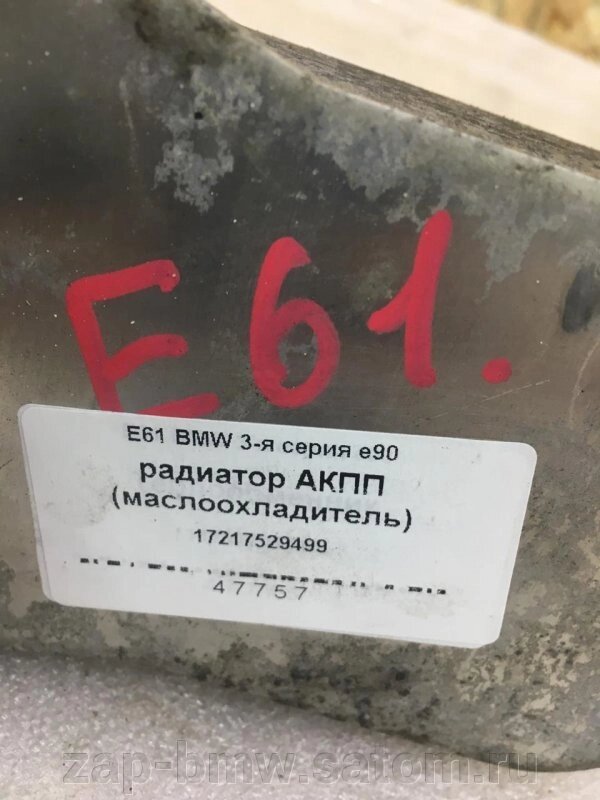 E61.
E61 BMW 3-я серия e90
радиатор АКПП
(маслоохладитель)
17217529499
47757
zap-bmw.satom.ru